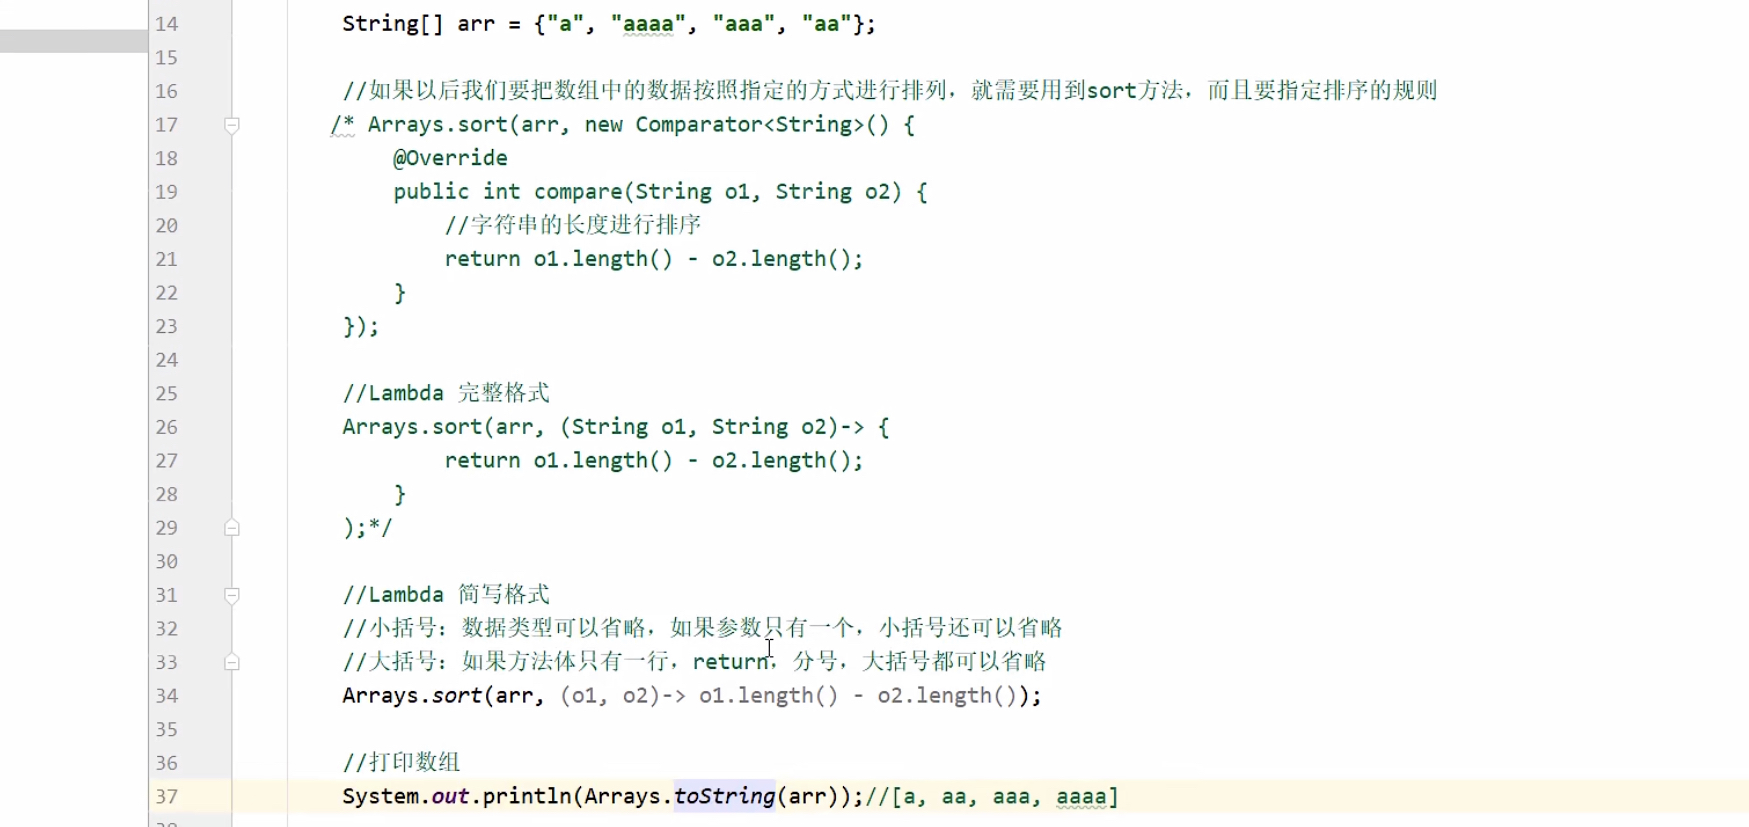 14 String[] arr = {"a", "aaaa", "aaa", "aa"};
15
16 //如果以后我们要把数组中的数据按照指定的方式进行排列，就需要用到sort方法，而且要指定排序的规则
17 /* Arrays.sort(arr, new Comparator<String>() {
18 @Override
19 public int compare(String o1, String o2) {
20 //字符串的长度进行排序
21 return o1.length() - o2.length();
22 }
23 });
24
25 //Lambda 完整格式
26 Arrays.sort(arr, (String o1, String o2)-> {
27 return o1.length() - o2.length();
28 }
29 );*/
30
31 //Lambda 简写格式
32 //小括号：数据类型可以省略，如果参数只有一个，小括号还可以省略
33 //大括号：如果方法体只有一行，return，分号，大括号都可以省略
34 Arrays.sort(arr, (o1, o2)-> o1.length() - o2.length());
35
36 //打印数组
37 System.out.println(Arrays.toString(arr));//[a, aa, aaa, aaaa]